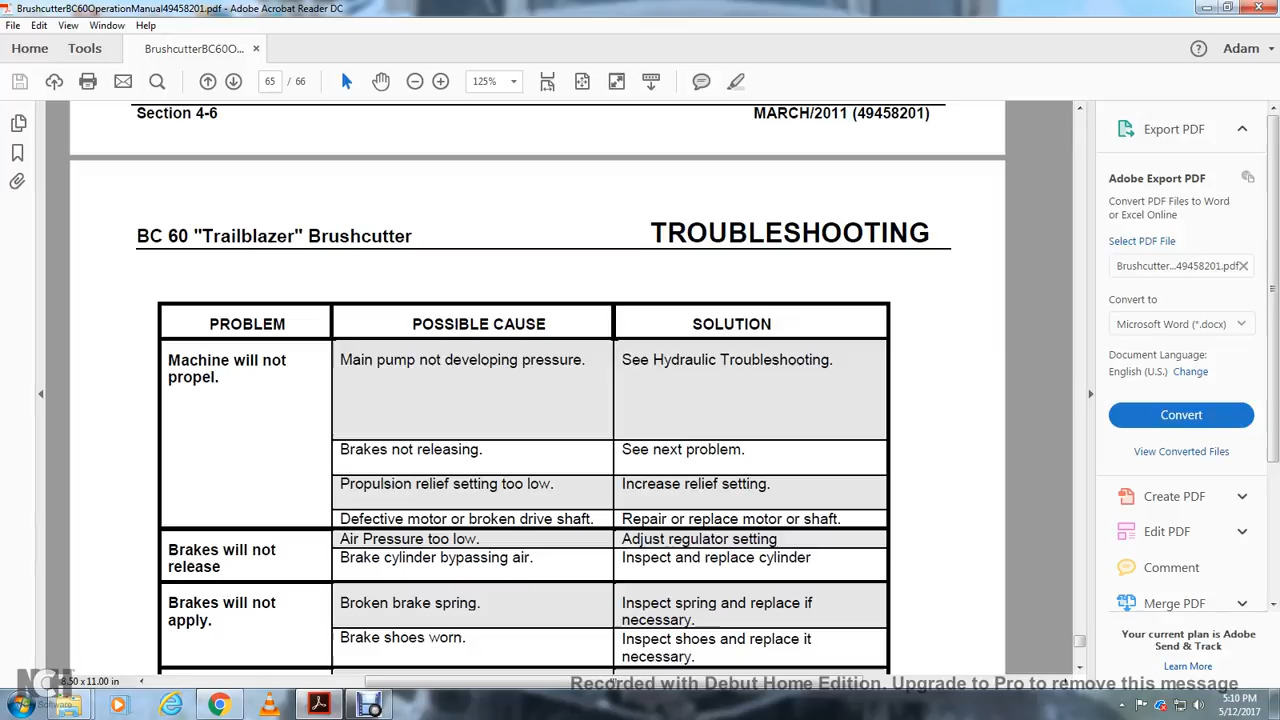 BrushcutterBC60OperationManual49458201.pdf - Adobe Acrobat Reader DC
File Edit View Window Help
Home Tools BrushcutterBC60O... × Adam
65 / 66 125%
Section 4-6 MARCH/2011 (49458201)
BC 60 "Trailblazer" Brushcutter TROUBLESHOOTING
PROBLEM POSSIBLE CAUSE SOLUTION
Machine will not propel. Main pump not developing pressure. See Hydraulic Troubleshooting.
Brakes not releasing. See next problem.
Propulsion relief setting too low. Increase relief setting.
Defective motor or broken drive shaft. Repair or replace motor or shaft.
Brakes will not release Air Pressure too low. Adjust regulator setting
Brake cylinder bypassing air. Inspect and replace cylinder
Brakes will not apply. Broken brake spring. Inspect spring and replace if necessary.
Brake shoes worn. Inspect shoes and replace it necessary.
8.50 x 11.00 in
Export PDF
Adobe Export PDF
Convert PDF Files to Word
or Excel Online
Select PDF File
Brushcutter...49458201.pdf
Convert to
Microsoft Word (*.docx)
Document Language:
English (U.S.) Change
Convert
View Converted Files
Create PDF
Edit PDF
Comment
Merge PDF
Your current plan is Adobe
Send & Track
Learn More
NCH Software
Recorded with Debut Home Edition. Upgrade to Pro to remove this message
5:10 PM
5/12/2017